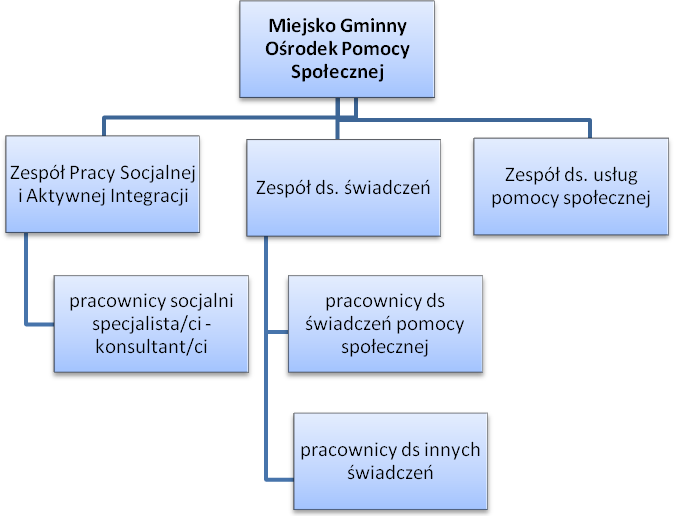 Miejsko Gminny
Ośrodek Pomocy
Społecznej
Zespół Pracy Socjalnej
i Aktywnej Integracji
Zespół ds. świadczeń
Zespół ds. usług
pomocy społecznej
pracownicy socjalni
specjalista/ci -
konsultant/ci
pracownicy ds
świadczeń pomocy
społecznej
pracownicy ds innych
świadczeń